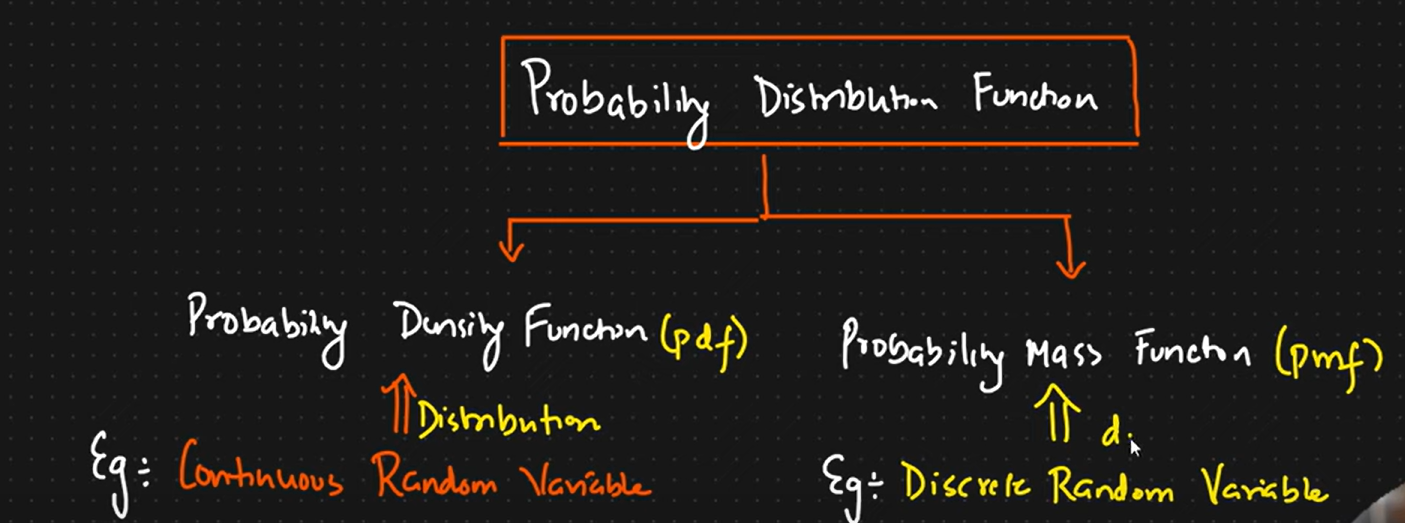 Probability Distribution Function
Probability Density Function (pdf)
Probability Mass Function (pmf)
Distribution
d.
Eg: Continuous Random Variable
Eg: Discrete Random Variable